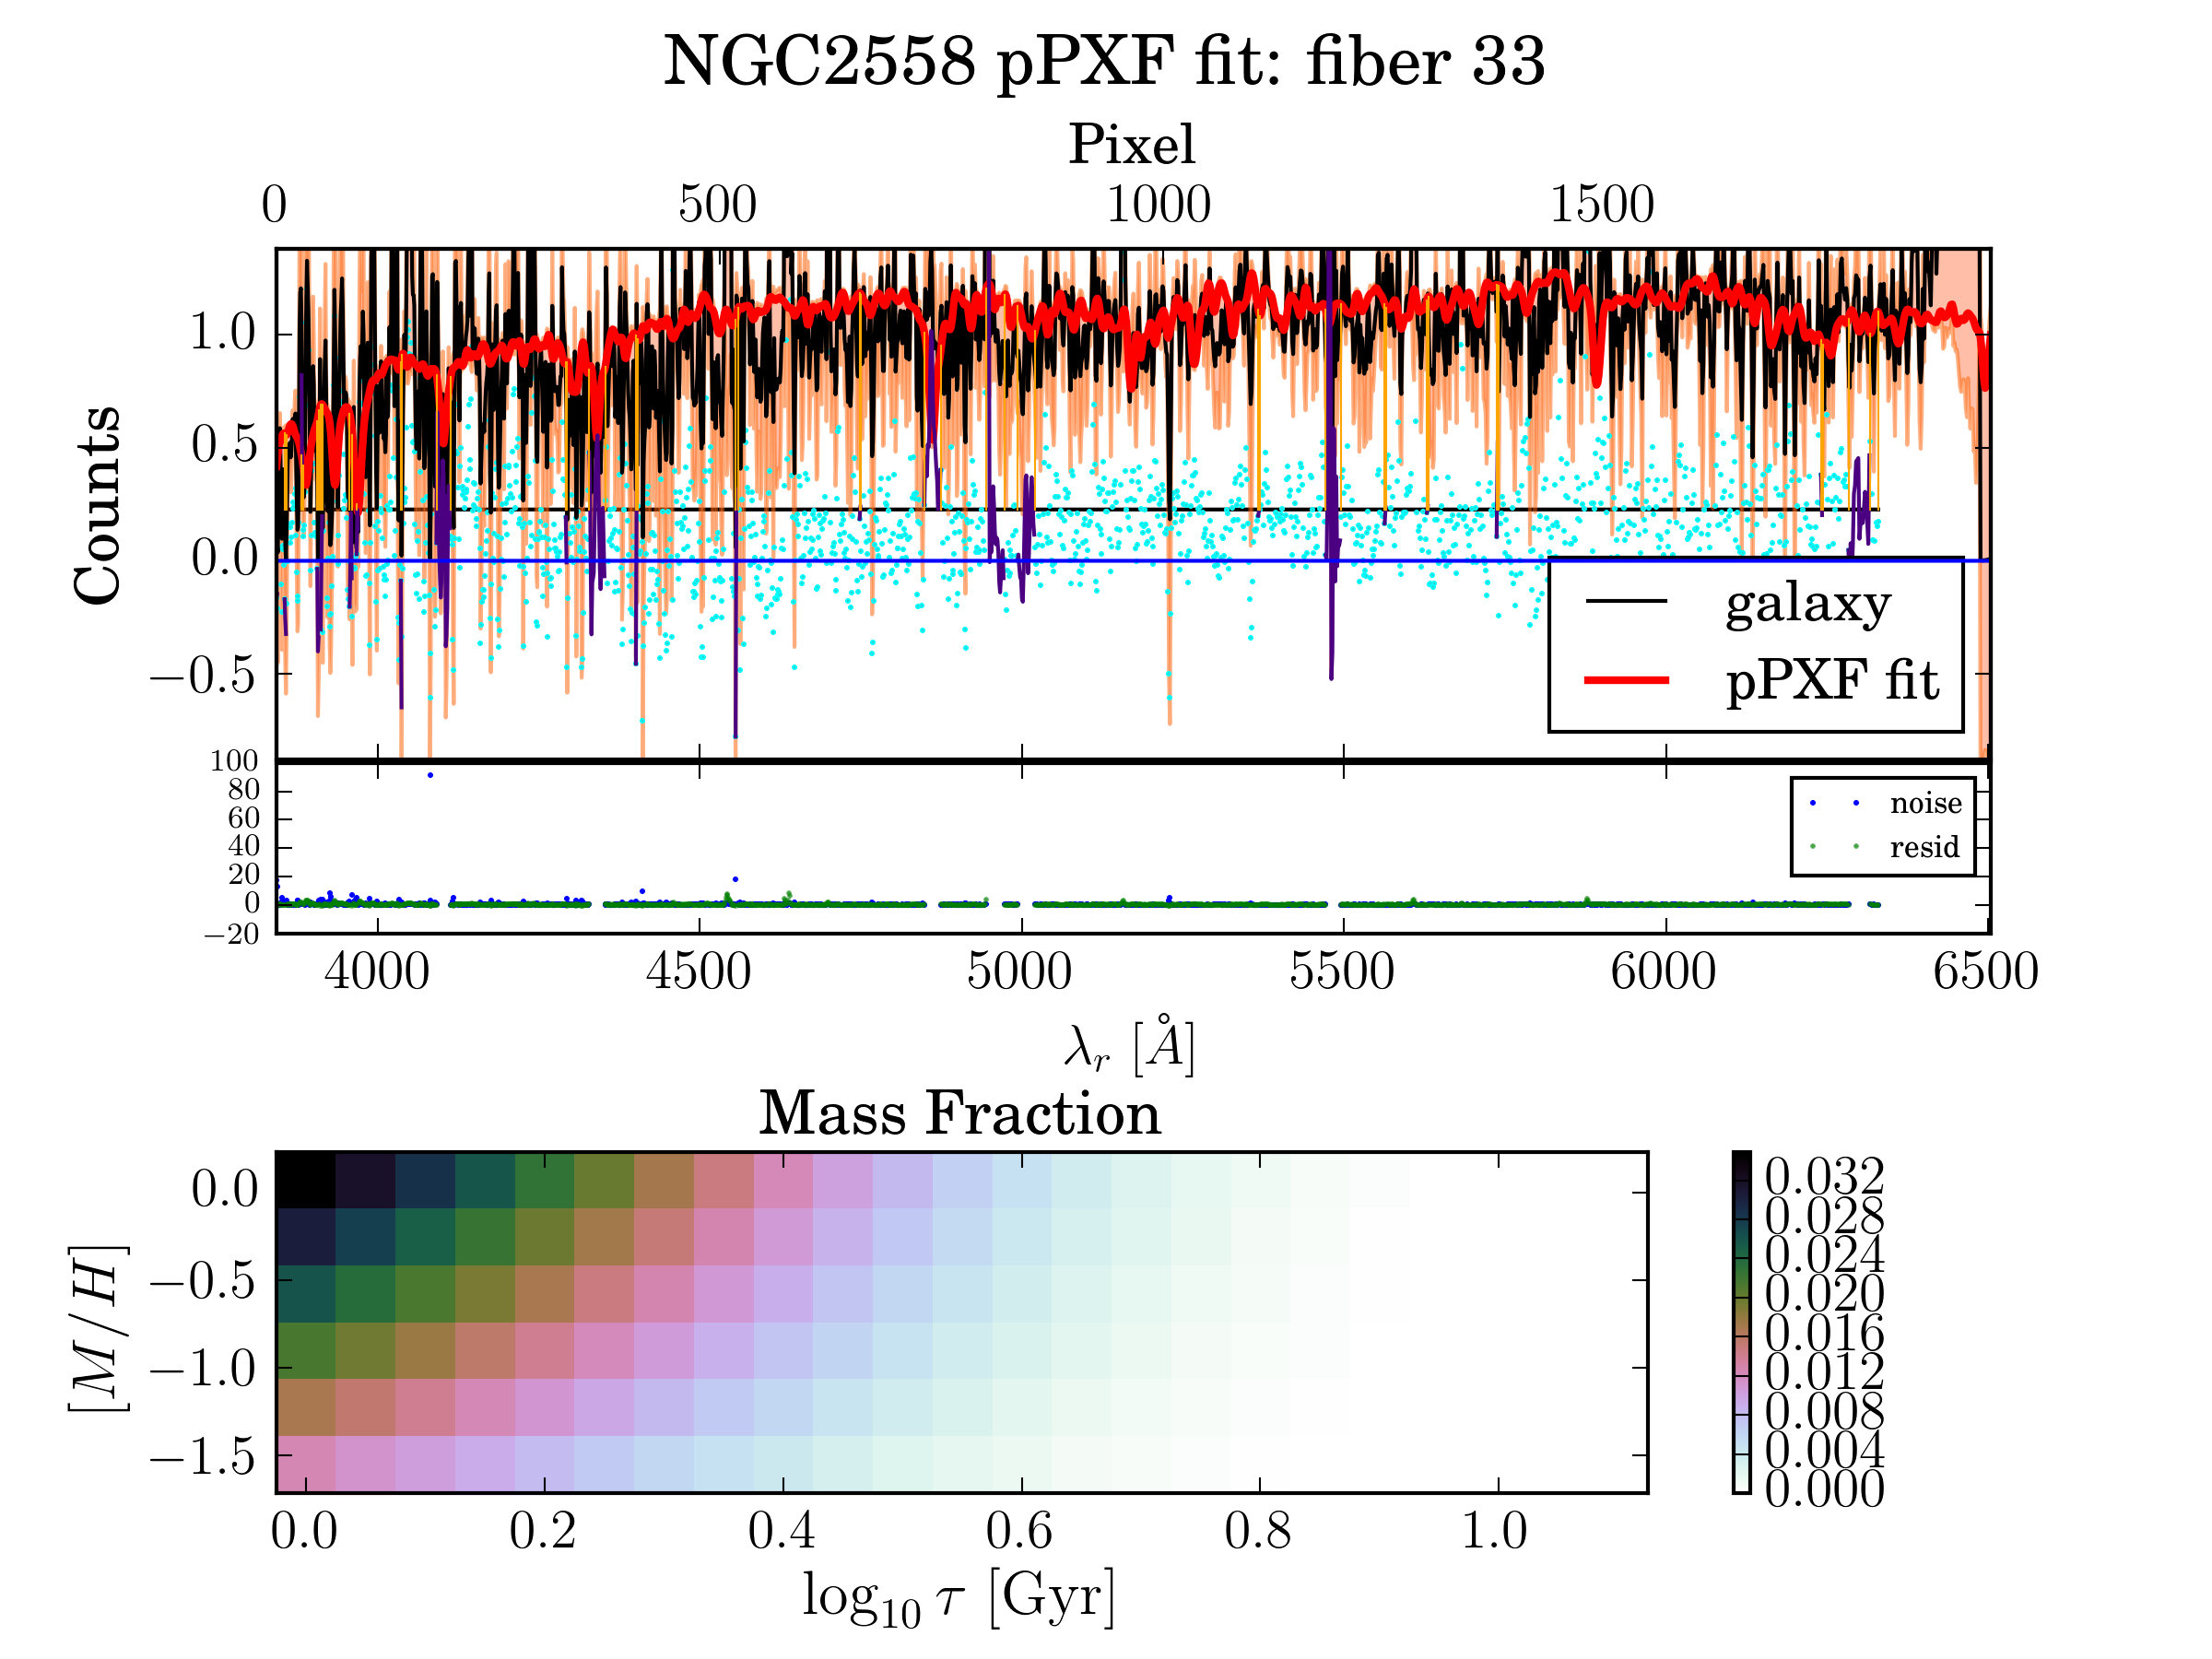 NGC2558 pPXF fit: fiber 33
Pixel
0 500 1000 1500
1.0
0.5
0.0
−0.5
Counts
galaxy
pPXF fit
100
80
60
40
20
0
−20
noise
resid
4000 4500 5000 5500 6000 6500
λr [Å]
Mass Fraction
0.0
−0.5
−1.0
−1.5
[M/H]
0.032
0.028
0.024
0.020
0.016
0.012
0.008
0.004
0.000
0.0 0.2 0.4 0.6 0.8 1.0
log10 τ [Gyr]